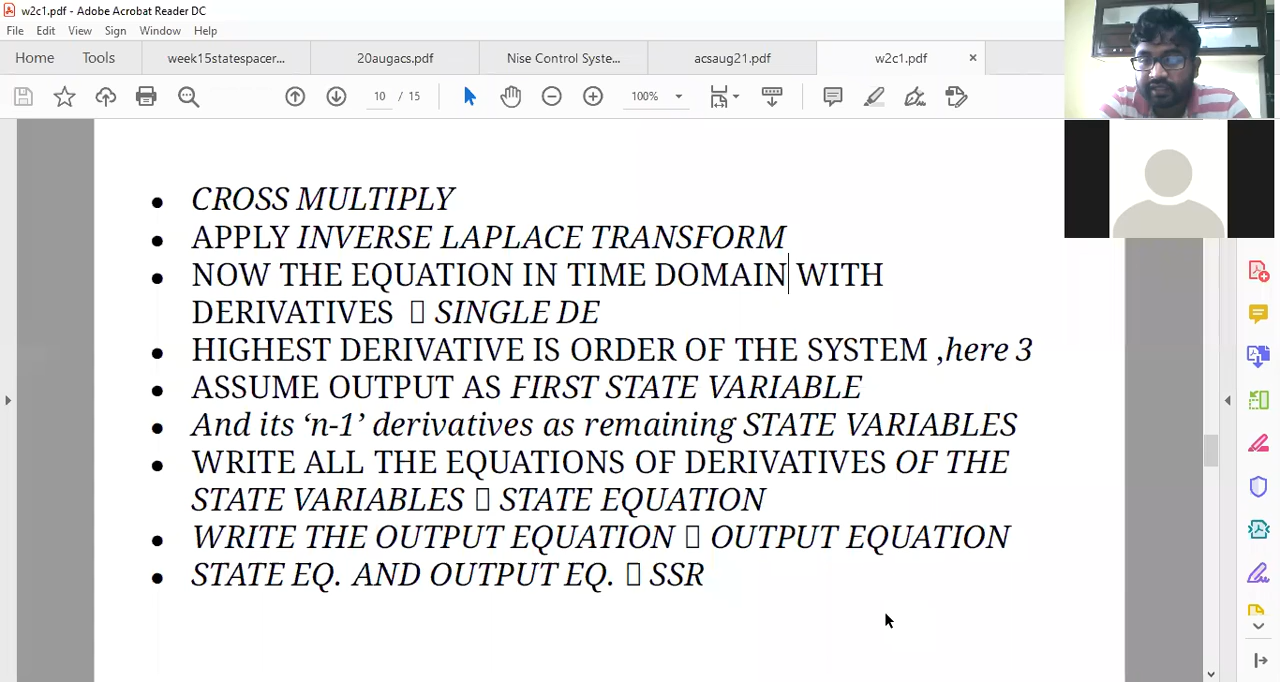 w2c1.pdf - Adobe Acrobat Reader DC
File Edit View Sign Window Help
Home Tools week15statespacer... 20augacs.pdf Nise Control Syste... acsaug21.pdf w2c1.pdf ×
10 / 15 100%
• CROSS MULTIPLY
• APPLY INVERSE LAPLACE TRANSFORM
• NOW THE EQUATION IN TIME DOMAIN WITH
DERIVATIVES  SINGLE DE
• HIGHEST DERIVATIVE IS ORDER OF THE SYSTEM ,here 3
• ASSUME OUTPUT AS FIRST STATE VARIABLE
• And its ‘n-1’ derivatives as remaining STATE VARIABLES
• WRITE ALL THE EQUATIONS OF DERIVATIVES OF THE
STATE VARIABLES  STATE EQUATION
• WRITE THE OUTPUT EQUATION  OUTPUT EQUATION
• STATE EQ. AND OUTPUT EQ.  SSR